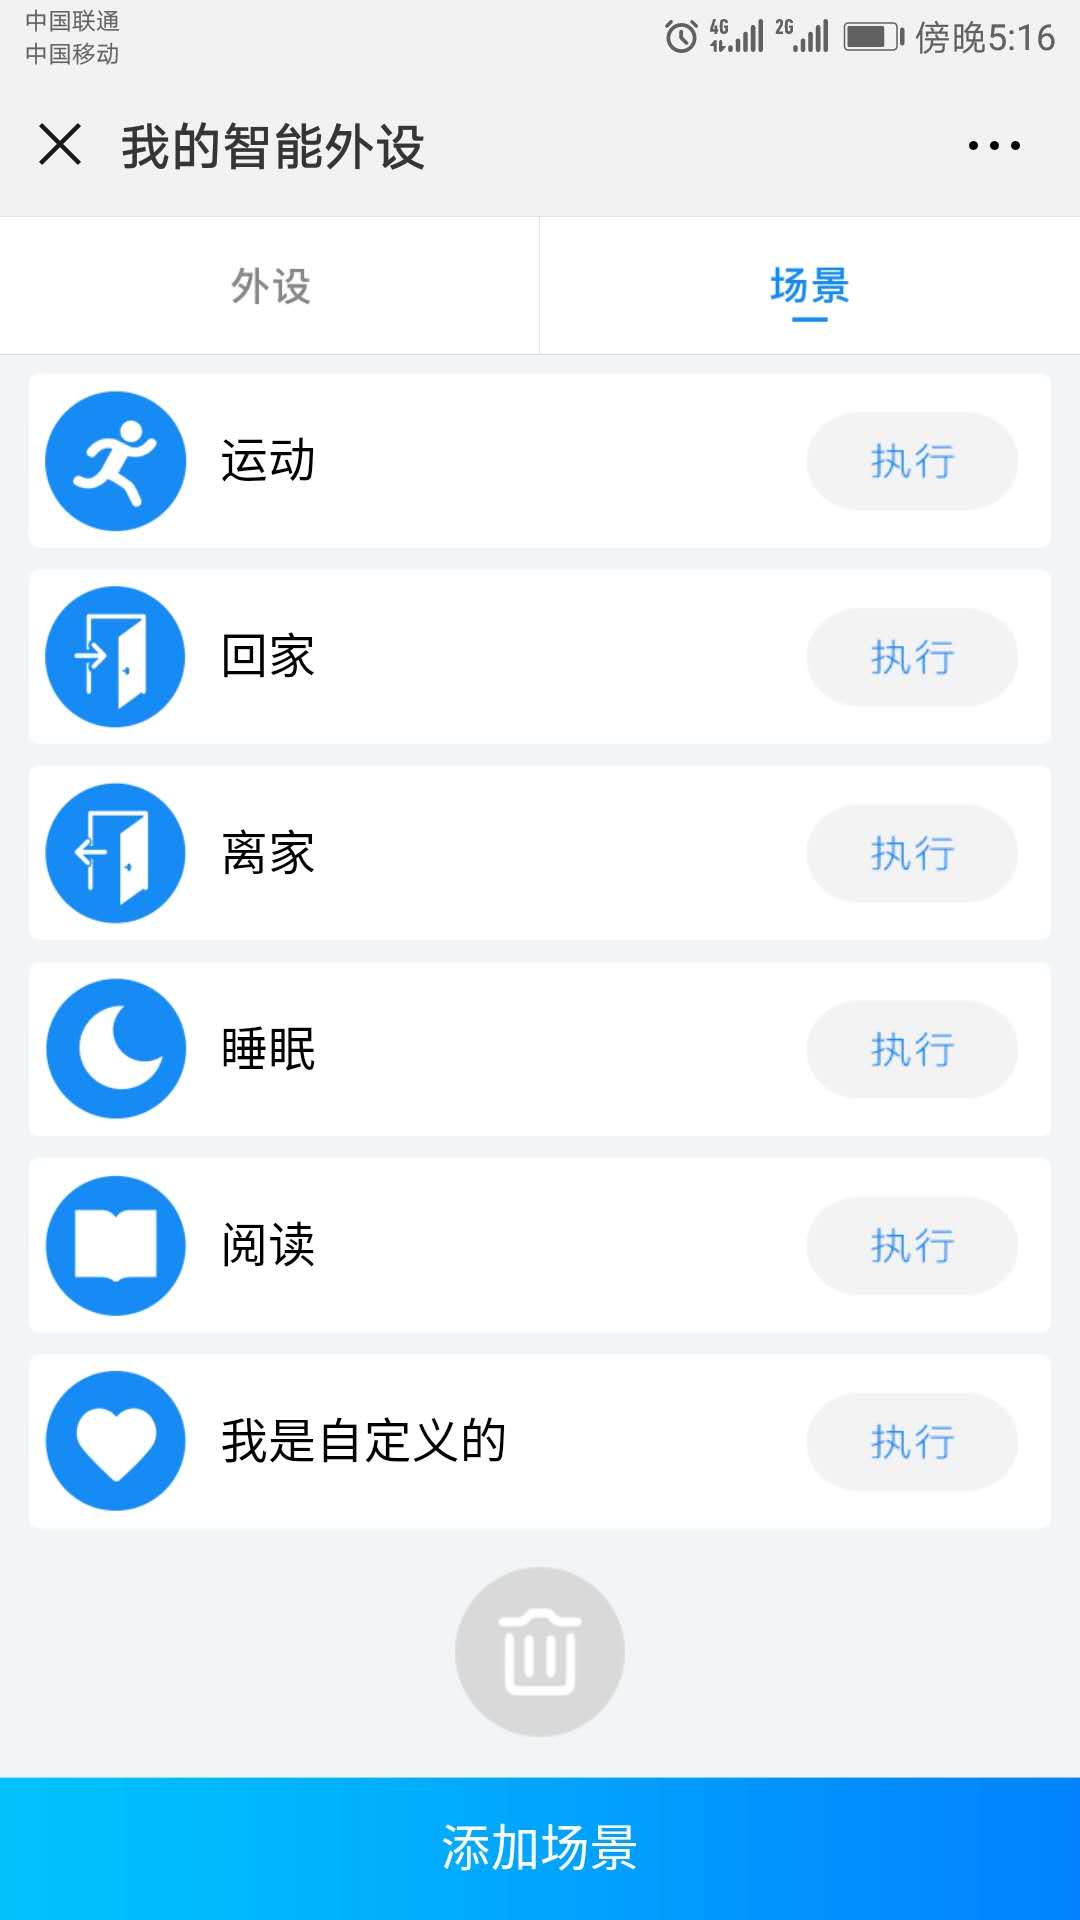 中国联通
中国移动
4G 2G 傍晚5:16
我的智能外设
外设 场景
运动 执行
回家 执行
离家 执行
睡眠 执行
阅读 执行
我是自定义的 执行
添加场景